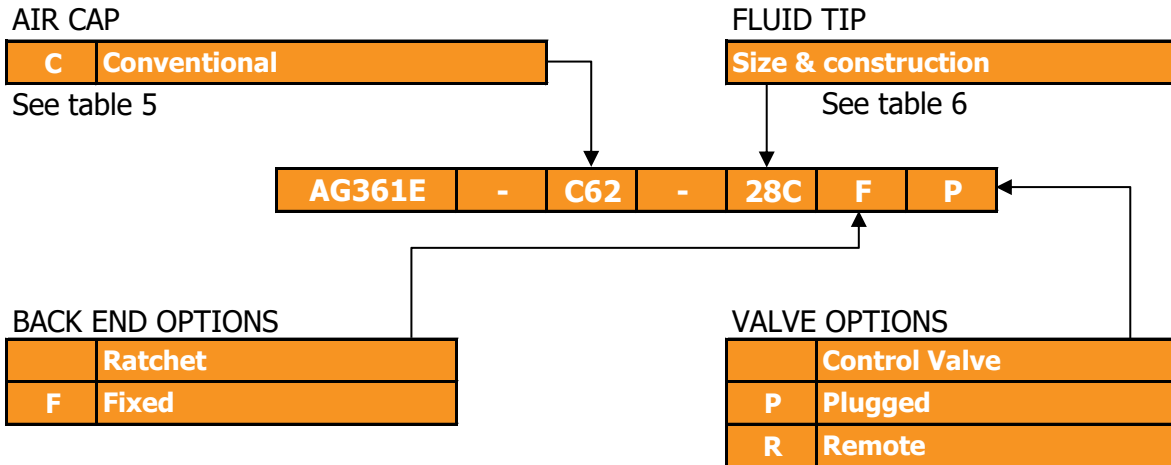 AIR CAP
C Conventional
See table 5
FLUID TIP
Size & construction
See table 6
AG361E - C62 - 28C F P
BACK END OPTIONS
Ratchet
F Fixed
VALVE OPTIONS
Control Valve
P Plugged
R Remote